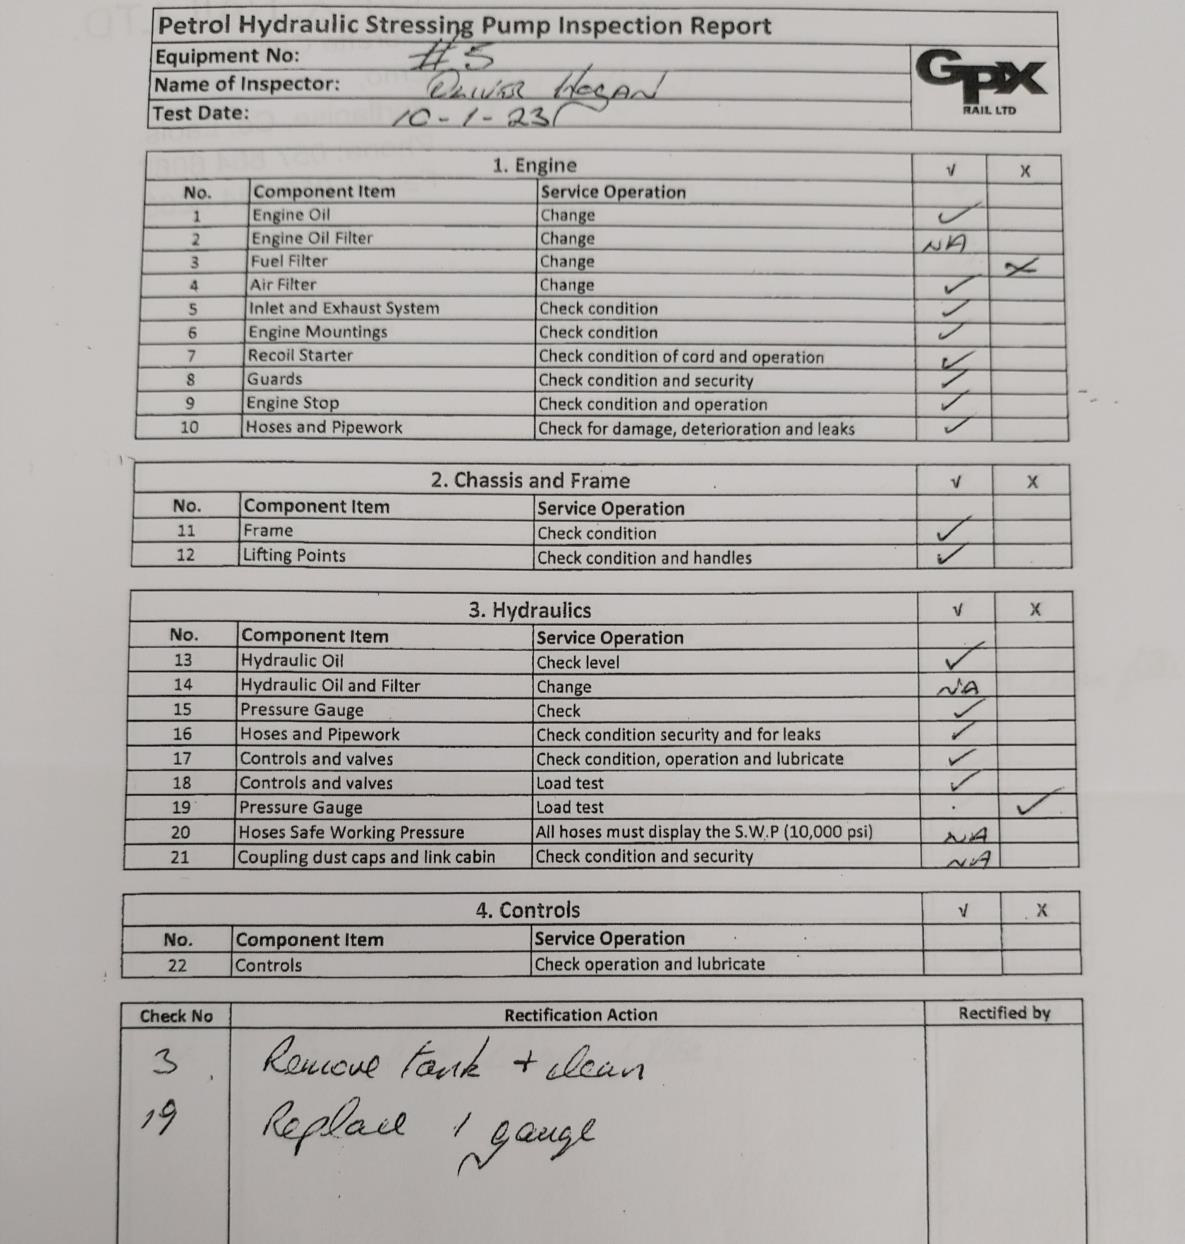 Petrol Hydraulic Stressing Pump Inspection Report
Equipment No: #5
Name of Inspector: OLIVER HOGAN
Test Date: 10-1-23
GPX
RAIL LTD
1. Engine √ X
No. Component Item Service Operation
1 Engine Oil Change ✓
2 Engine Oil Filter Change NA
3 Fuel Filter Change X
4 Air Filter Change ✓
5 Inlet and Exhaust System Check condition ✓
6 Engine Mountings Check condition ✓
7 Recoil Starter Check condition of cord and operation ✓
8 Guards Check condition and security ✓
9 Engine Stop Check condition and operation ✓
10 Hoses and Pipework Check for damage, deterioration and leaks ✓
2. Chassis and Frame √ X
No. Component Item Service Operation
11 Frame Check condition ✓
12 Lifting Points Check condition and handles ✓
3. Hydraulics √ X
No. Component Item Service Operation
13 Hydraulic Oil Check level ✓
14 Hydraulic Oil and Filter Change NA
15 Pressure Gauge Check ✓
16 Hoses and Pipework Check condition security and for leaks ✓
17 Controls and valves Check condition, operation and lubricate ✓
18 Controls and valves Load test ✓
19 Pressure Gauge Load test ✓
20 Hoses Safe Working Pressure All hoses must display the S.W.P (10,000 psi) NA
21 Coupling dust caps and link cabin Check condition and security NA
4. Controls √ X
No. Component Item Service Operation
22 Controls Check operation and lubricate
Check No Rectification Action Rectified by
3 Remove tank + clean
19 Replace 1 gauge